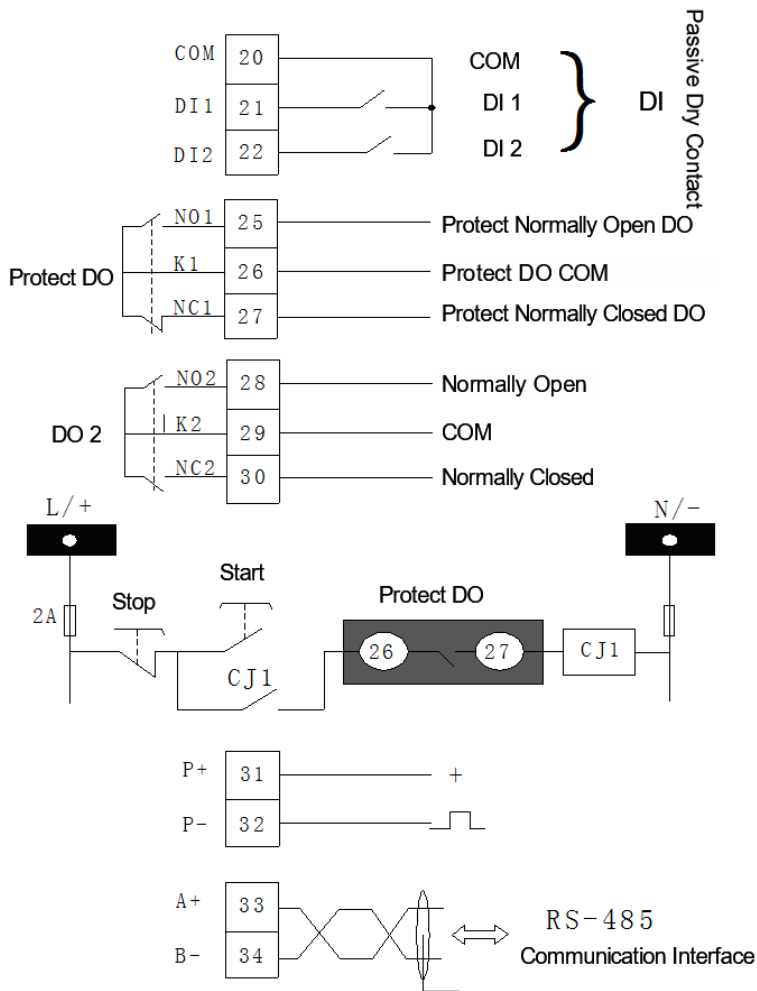 COM 20 COM
DI1 21 DI 1
DI2 22 DI 2
DI
Passive Dry Contact
NO1 25 Protect Normally Open DO
Protect DO K1 26 Protect DO COM
NC1 27 Protect Normally Closed DO
NO2 28 Normally Open
DO 2 K2 29 COM
NC2 30 Normally Closed
L/+ N/-
Start
Stop Protect DO
2A
26 27 CJ1
CJ1
P+ 31 +
P- 32
A+ 33
RS-485
B- 34 Communication Interface